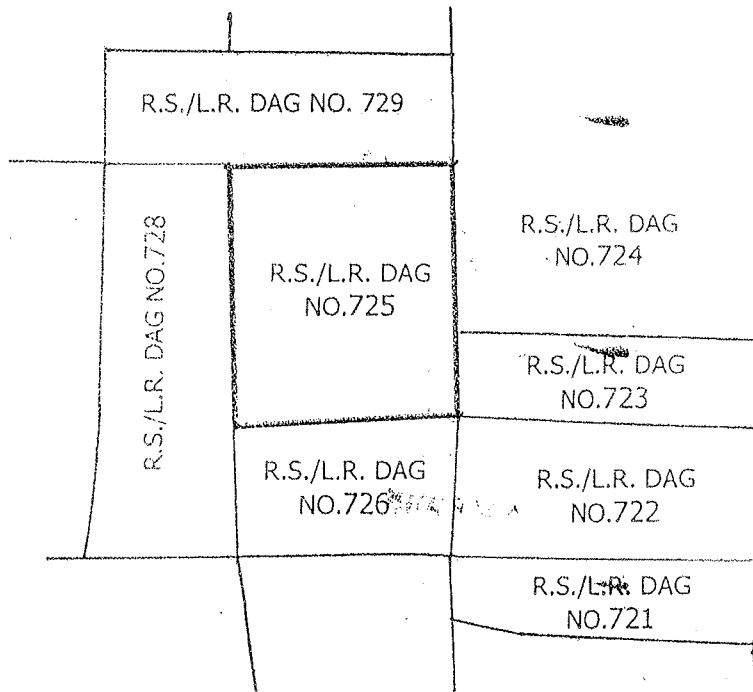 R.S./L.R. DAG NO. 729
R.S./L.R. DAG NO.728
R.S./L.R. DAG
NO.725
R.S./L.R. DAG
NO.724
R.S./L.R. DAG
NO.723
R.S./L.R. DAG
NO.726
R.S./L.R. DAG
NO.722
R.S./L.R. DAG
NO.721